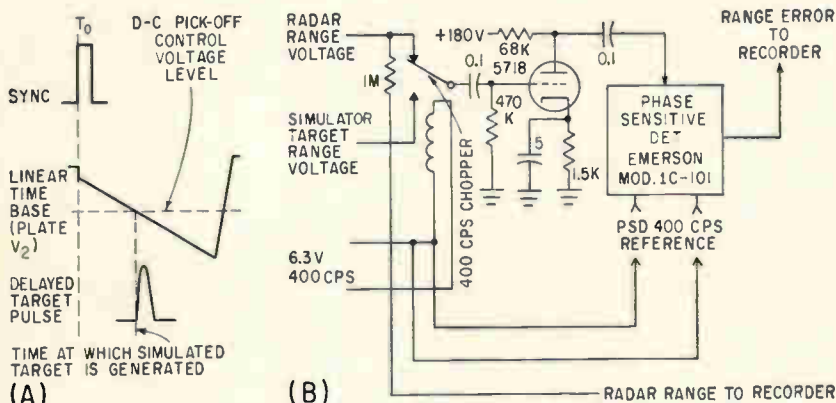 T₀
D-C PICK-OFF
CONTROL
VOLTAGE
LEVEL
SYNC
LINEAR
TIME
BASE
(PLATE
V₂)
DELAYED
TARGET
PULSE
TIME AT WHICH SIMULATED
TARGET IS GENERATED
(A)
RADAR
RANGE
VOLTAGE
1M
SIMULATOR
TARGET
RANGE
VOLTAGE
6.3V
400 CPS
400 CPS CHOPPER
+180V
68K
5718
0.1
470
K
5
1.5K
0.1
RANGE ERROR
TO
RECORDER
PHASE
SENSITIVE
DET
EMERSON
MOD. 1C-101
PSD 400 CPS
REFERENCE
RADAR RANGE TO RECORDER
(B)